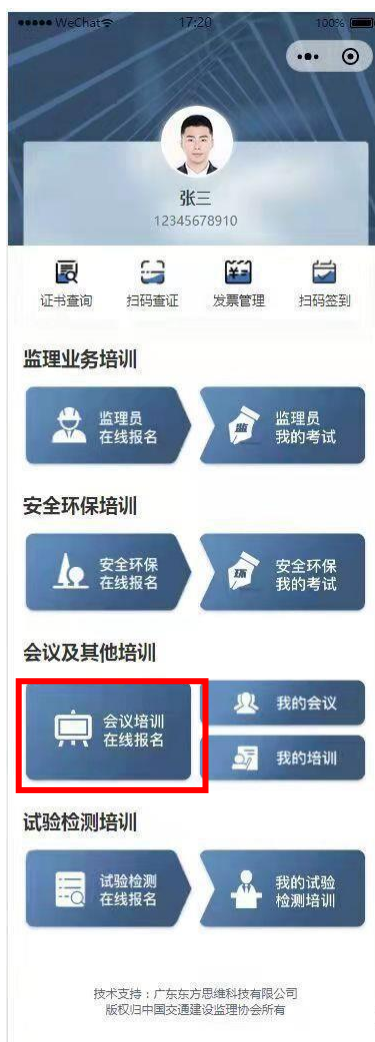 WeChat 17:20 100%
张三
12345678910
证书查询 扫码查证 发票管理 扫码签到
监理业务培训
监理员
在线报名
监
监理员
我的考试
安全环保培训
安全环保
在线报名
环
安全环保
我的考试
会议及其他培训
会议培训
在线报名
我的会议
我的培训
试验检测培训
试验检测
在线报名
我的试验
检测培训
技术支持：广东东方思维科技有限公司
版权归中国交通建设监理协会所有